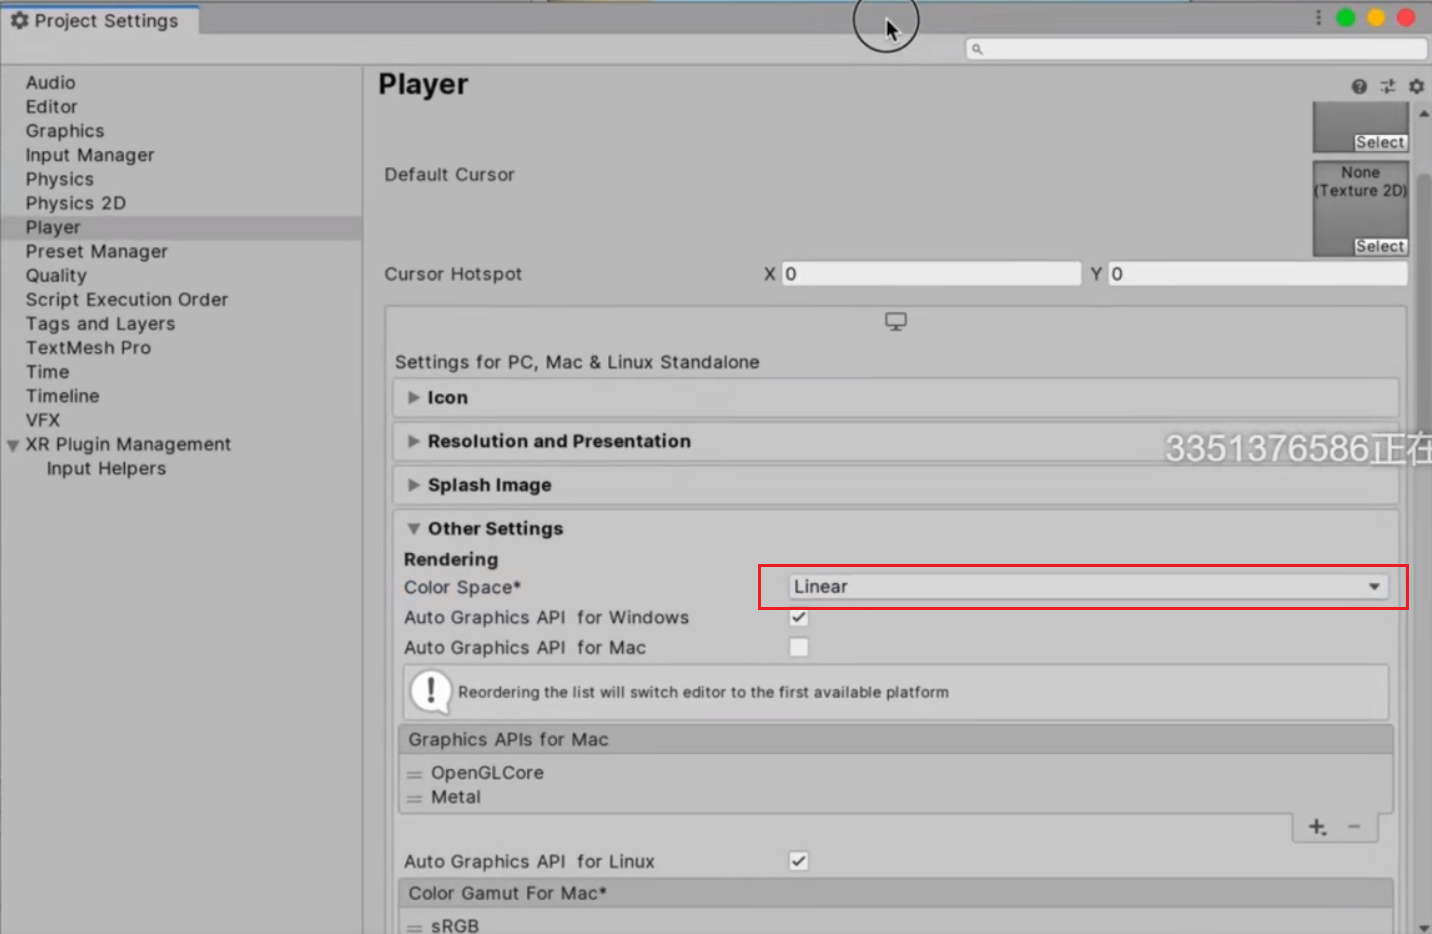 Project Settings
Audio
Editor
Graphics
Input Manager
Physics
Physics 2D
Player
Preset Manager
Quality
Script Execution Order
Tags and Layers
TextMesh Pro
Time
Timeline
VFX
XR Plugin Management
Input Helpers
Player
Select
Default Cursor
None
(Texture 2D)
Select
Cursor Hotspot X 0 Y 0
Settings for PC, Mac & Linux Standalone
Icon
Resolution and Presentation
3351376586正在
Splash Image
Other Settings
Rendering
Color Space* Linear
Auto Graphics API for Windows
Auto Graphics API for Mac
Reordering the list will switch editor to the first available platform
Graphics APIs for Mac
= OpenGLCore
= Metal
Auto Graphics API for Linux
Color Gamut For Mac*
= sRGB